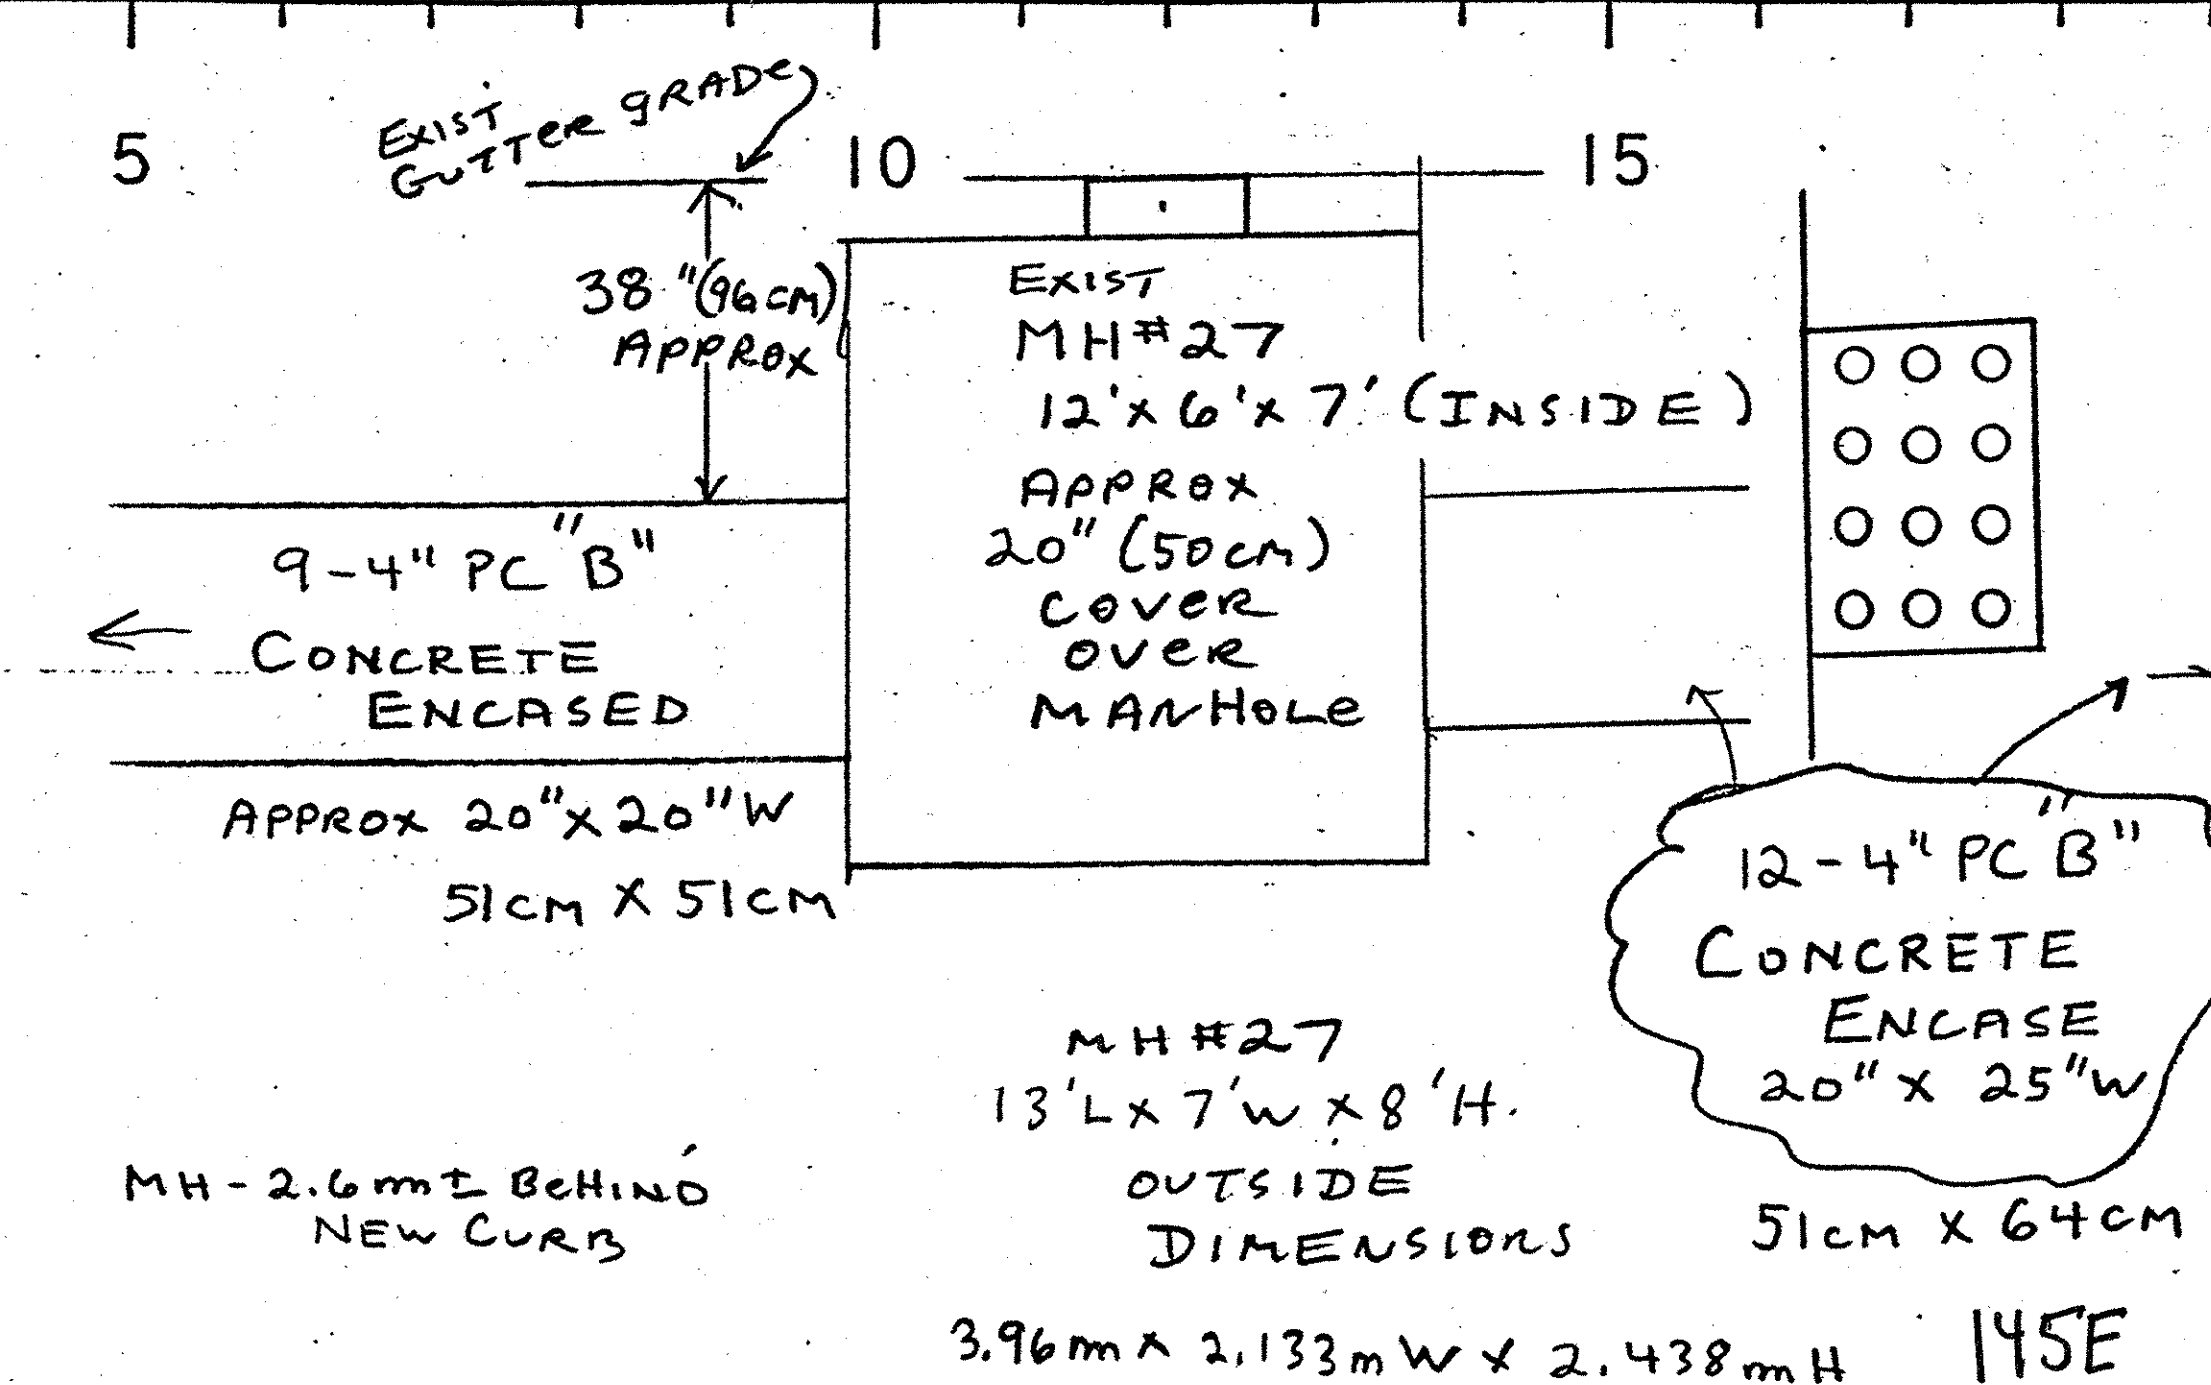 5
10
15
EXIST
GUTTER GRADE
38" (96cm)
APPROX
EXIST
MH#27
12'x 6'x 7' (INSIDE)
APPROX
20" (50cm)
COVER
OVER
MANHOLE
9-4" PC "B"
CONCRETE
ENCASED
APPROX 20"x 20"W
51cm X 51cm
12-4" PC "B"
CONCRETE
ENCASE
20" x 25"W
51cm x 64cm
MH #27
13'L x 7'W x 8'H.
OUTSIDE
DIMENSIONS
3.96m x 2.133mW x 2.438mH
MH-2.6m± BEHIND
NEW CURB
145E